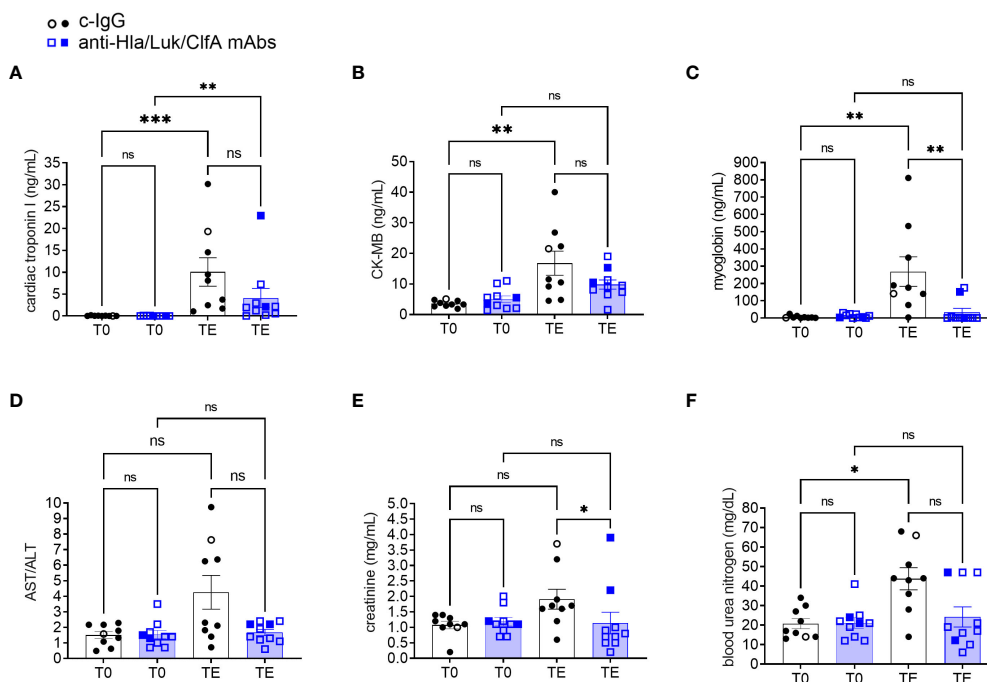 c-IgG
anti-Hla/Luk/ClfA mAbs
A
**
***
ns
ns
cardiac troponin I (ng/mL)
35
30
25
20
15
10
5
0
T0
T0
TE
TE
B
ns
**
ns
ns
CK-MB (ng/mL)
50
40
30
20
10
0
T0
T0
TE
TE
C
ns
**
ns
**
myoglobin (ng/mL)
900
800
700
600
500
400
300
200
100
0
T0
T0
TE
TE
D
ns
ns
ns
ns
AST/ALT
10
9
8
7
6
5
4
3
2
1
0
T0
T0
TE
TE
E
ns
ns
ns
*
creatinine (mg/mL)
5.0
4.5
4.0
3.5
3.0
2.5
2.0
1.5
1.0
0.5
0.0
T0
T0
TE
TE
F
ns
*
ns
ns
blood urea nitrogen (mg/dL)
80
70
60
50
40
30
20
10
0
T0
T0
TE
TE